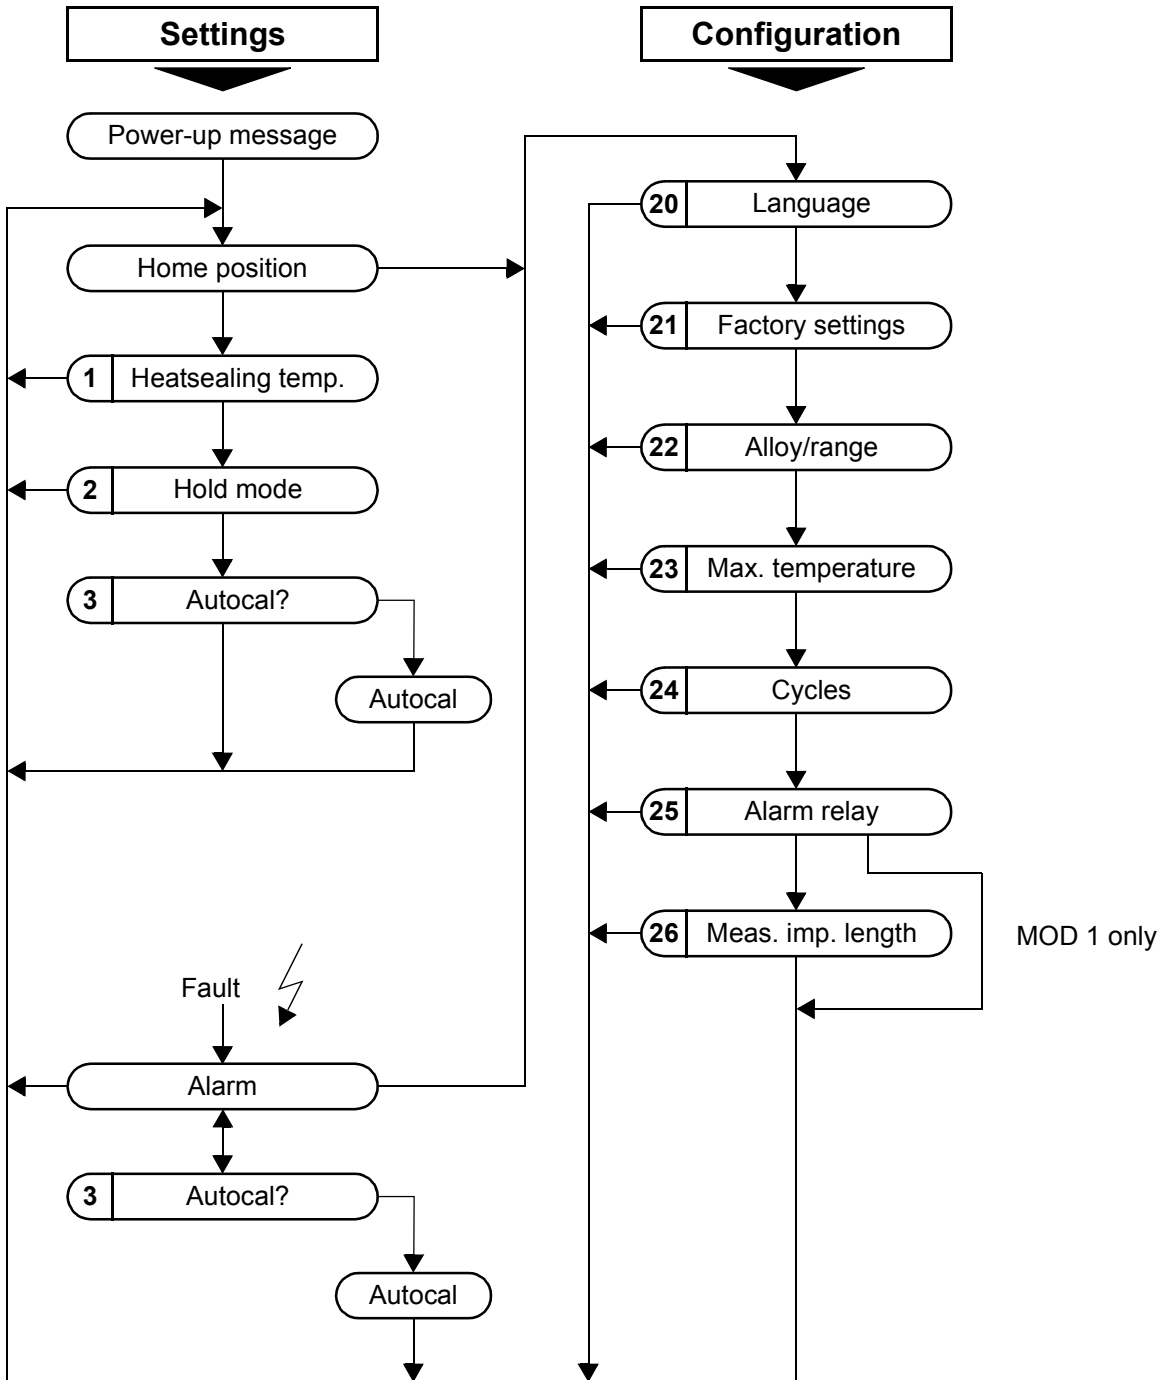 Settings
Power-up message
Home position
1 Heatsealing temp.
2 Hold mode
3 Autocal?
Autocal
Fault
Alarm
3 Autocal?
Autocal
Configuration
20 Language
21 Factory settings
22 Alloy/range
23 Max. temperature
24 Cycles
25 Alarm relay
26 Meas. imp. length
MOD 1 only